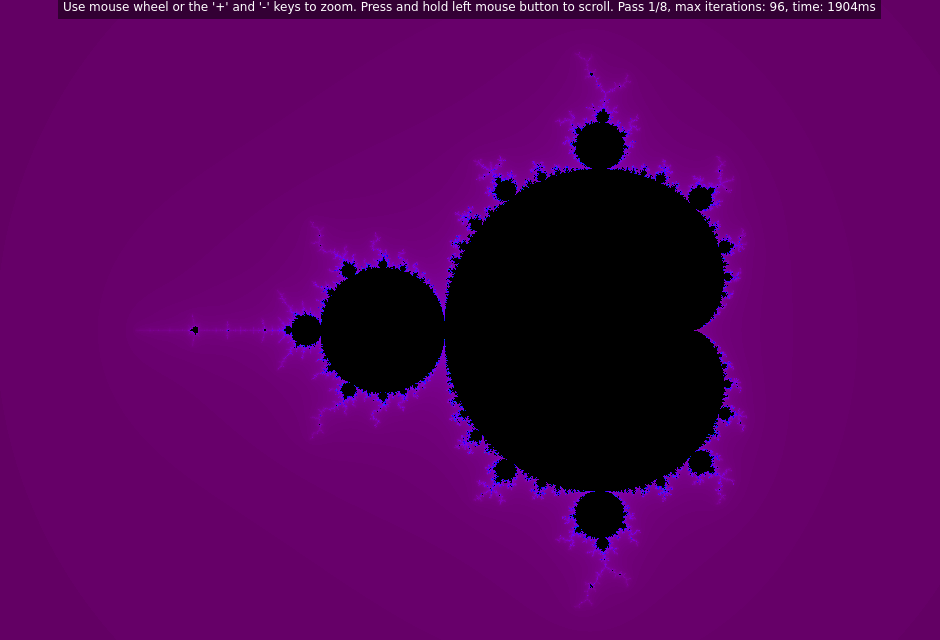 Use mouse wheel or the '+' and '-' keys to zoom. Press and hold left mouse button to scroll. Pass 1/8, max iterations: 96, time: 1904ms